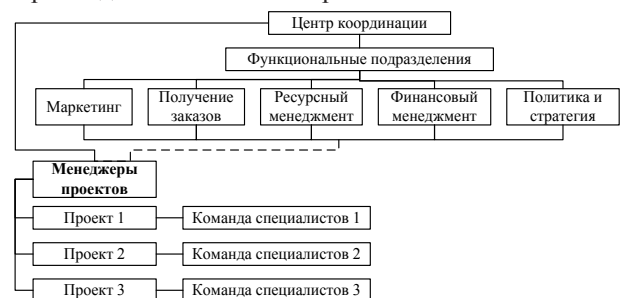 Центр координации
Функциональные подразделения
Маркетинг
Получение
заказов
Ресурсный
менеджмент
Финансовый
менеджмент
Политика и
стратегия
Менеджеры
проектов
Проект 1
Команда специалистов 1
Проект 2
Команда специалистов 2
Проект 3
Команда специалистов 3